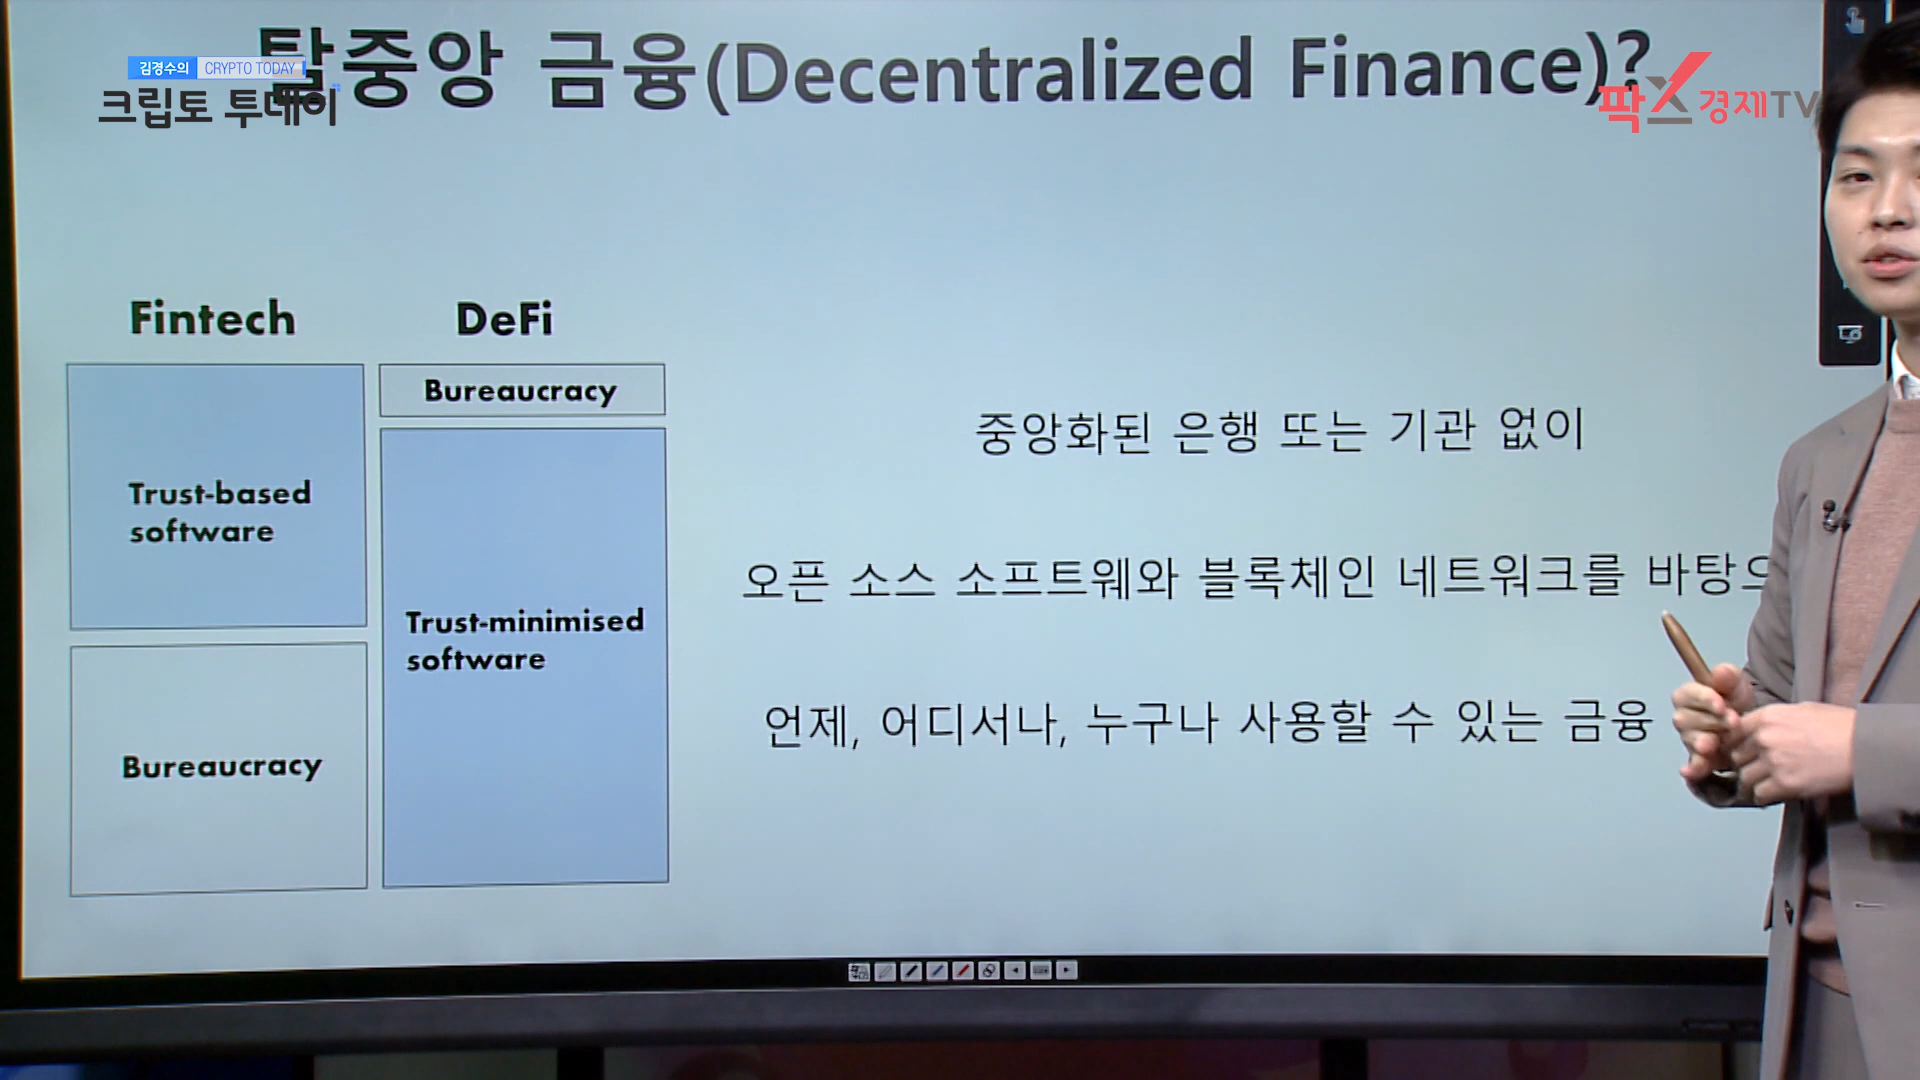 탈중앙 금융(Decentralized Finance)?
김경수의 CRYPTO TODAY
크립토 투데이
팍스경제TV
Fintech
DeFi
Trust-based
software
Bureaucracy
Bureaucracy
Trust-minimised
software
중앙화된 은행 또는 기관 없이
오픈 소스 소프트웨와 블록체인 네트워크를
언제, 어디서나, 누구나 사용할 수 있는 금융